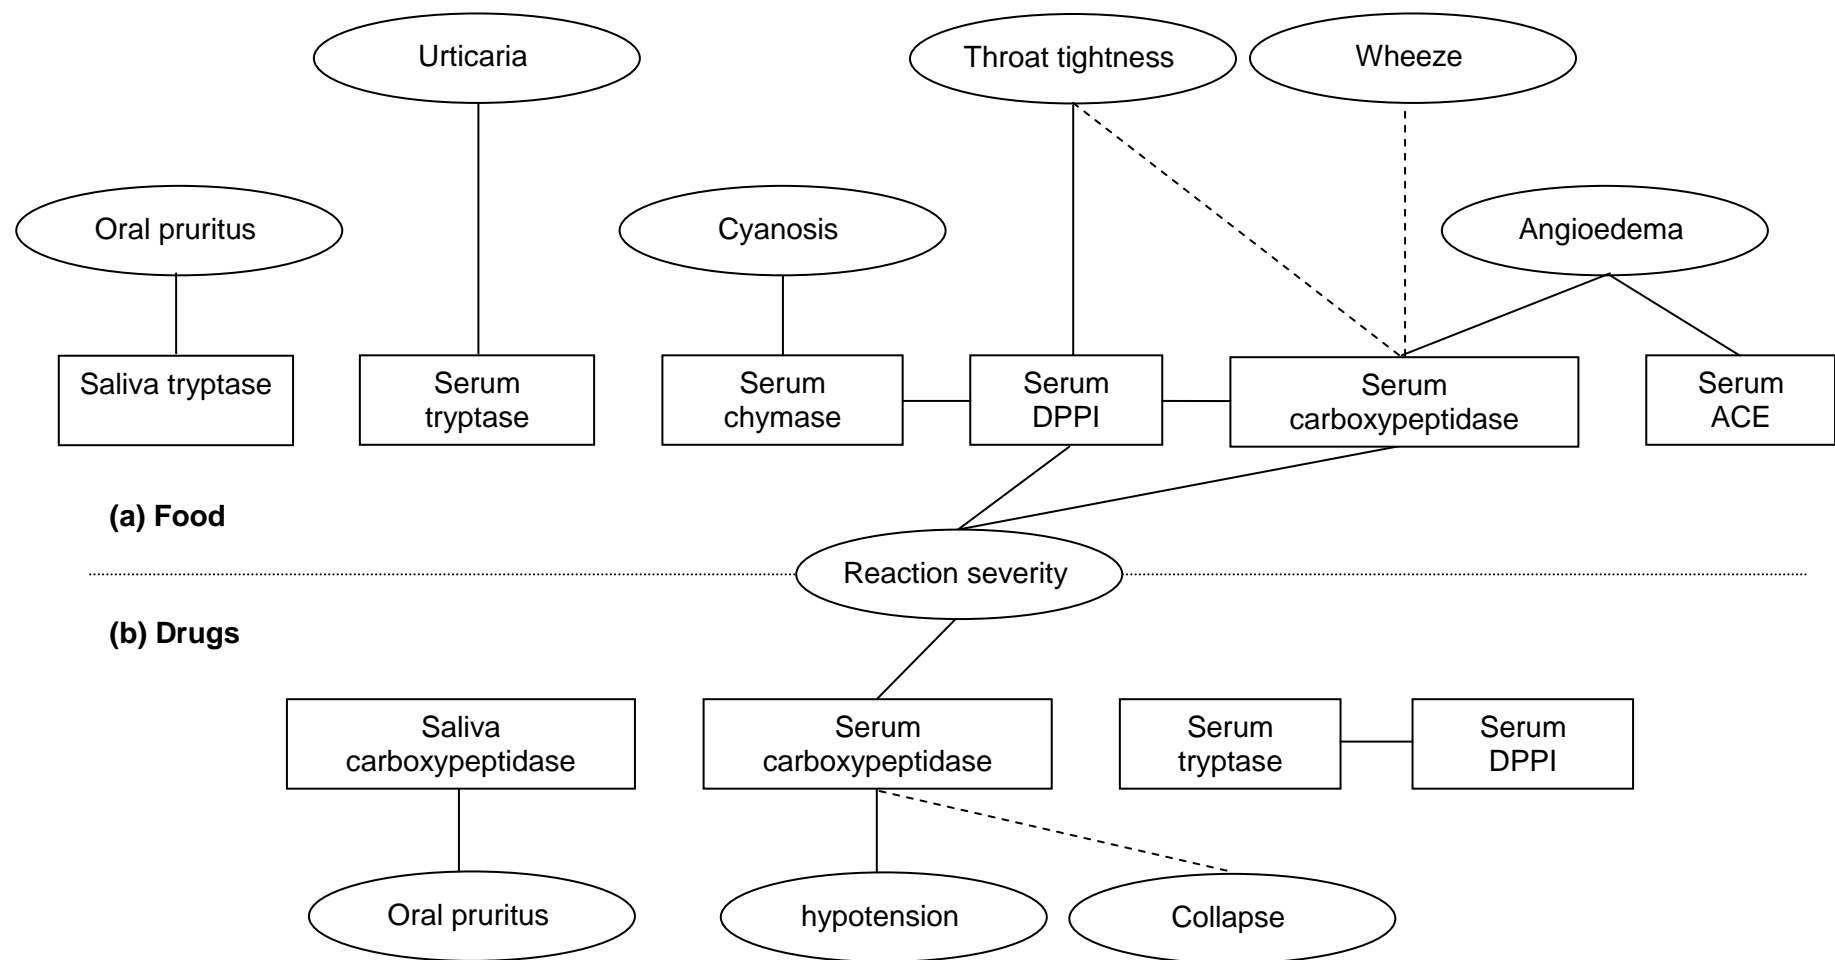 Urticaria
Throat tightness
Wheeze
Oral pruritus
Cyanosis
Angioedema
Saliva tryptase
Serum
tryptase
Serum
chymase
Serum
DPPI
Serum
carboxypeptidase
Serum
ACE
(a) Food
Reaction severity
(b) Drugs
Saliva
carboxypeptidase
Serum
carboxypeptidase
Serum
tryptase
Serum
DPPI
Oral pruritus
hypotension
Collapse